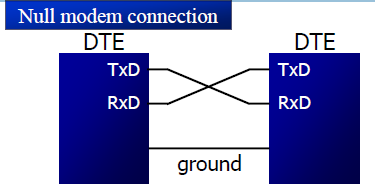 Null modem connection
DTE DTE
TxD TxD
RxD RxD
ground